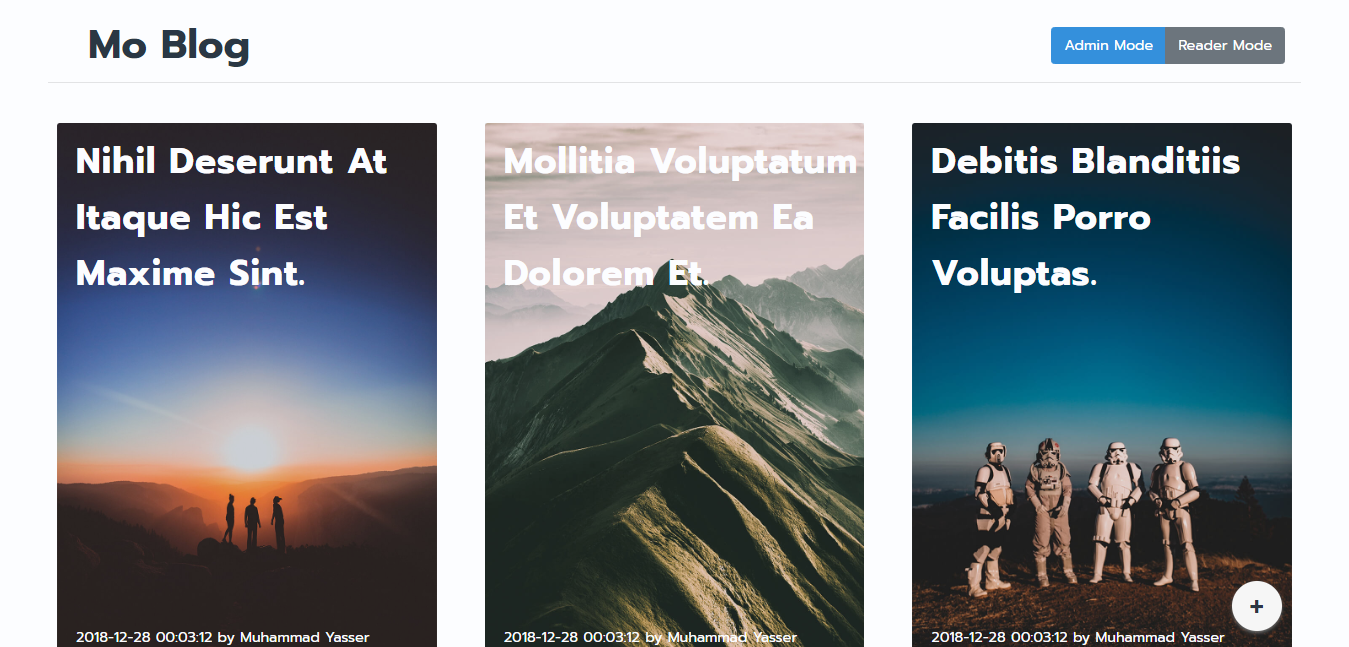 Mo Blog
Admin Mode
Reader Mode
Nihil Deserunt At
Itaque Hic Est
Maxime Sint.
2018-12-28 00:03:12 by Muhammad Yasser
Mollitia Voluptatum
Et Voluptatem Ea
Dolorem Et.
2018-12-28 00:03:12 by Muhammad Yasser
Debitis Blanditiis
Facilis Porro
Voluptas.
2018-12-28 00:03:12 by Muhammad Yasser
+